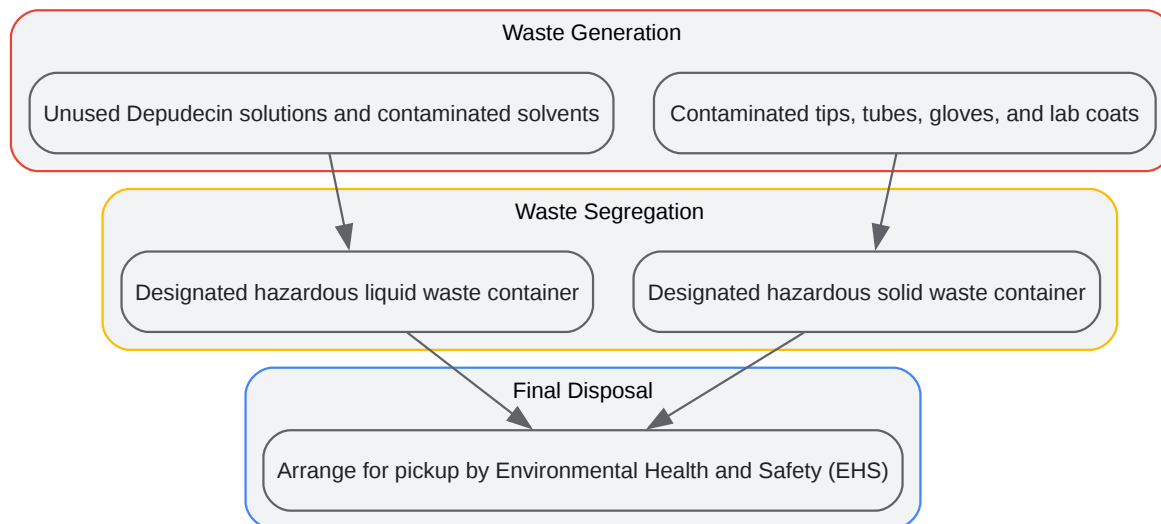 Waste Generation
Unused Depudecin solutions and contaminated solvents
Contaminated tips, tubes, gloves, and lab coats
Waste Segregation
Designated hazardous liquid waste container
Designated hazardous solid waste container
Final Disposal
Arrange for pickup by Environmental Health and Safety (EHS)